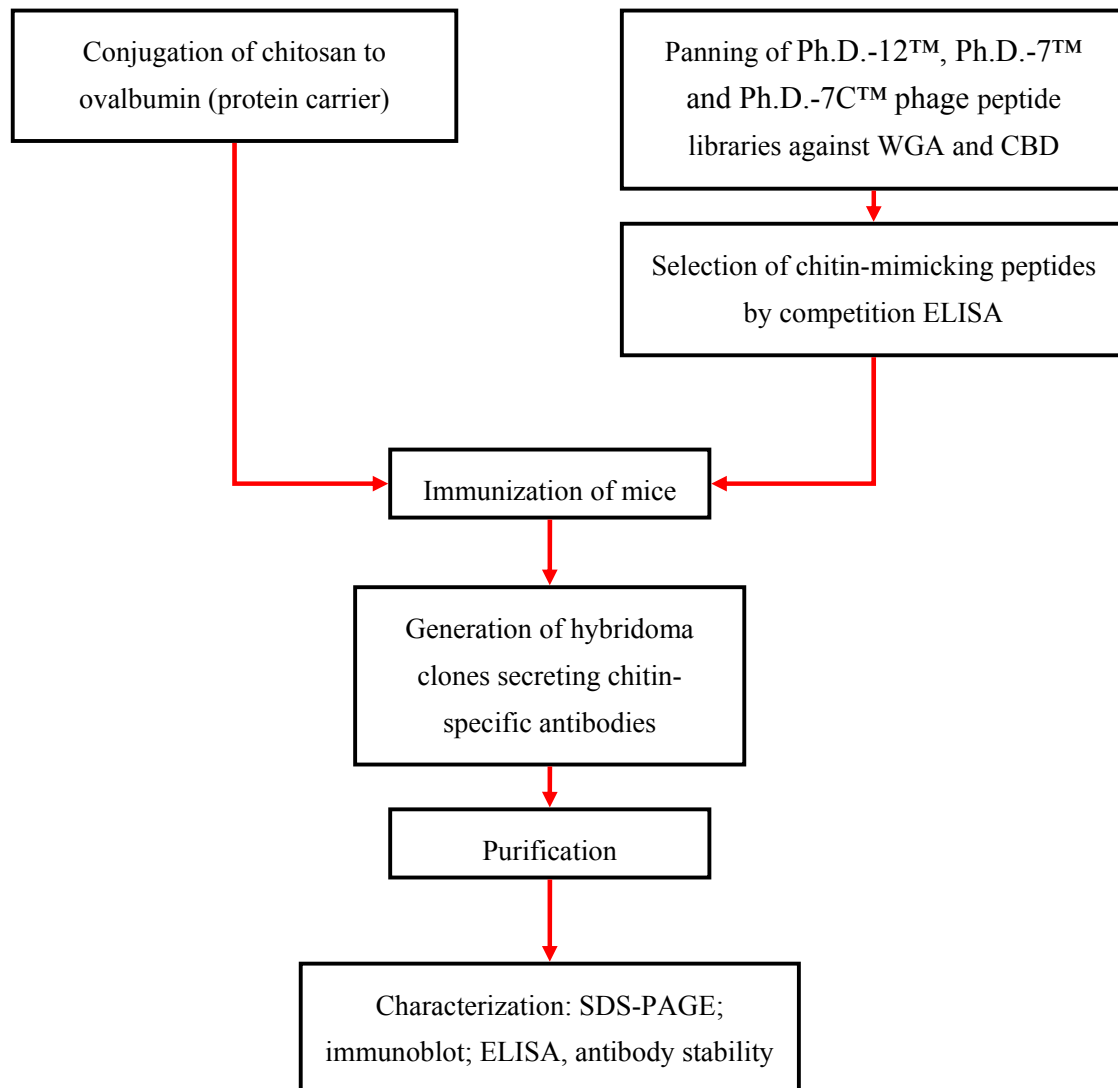 Conjugation of chitosan to
ovalbumin (protein carrier)
Panning of Ph.D.-12™, Ph.D.-7™
and Ph.D.-7C™ phage peptide
libraries against WGA and CBD
Selection of chitin-mimicking peptides
by competition ELISA
Immunization of mice
Generation of hybridoma
clones secreting chitin-
specific antibodies
Purification
Characterization: SDS-PAGE;
immunoblot; ELISA, antibody stability